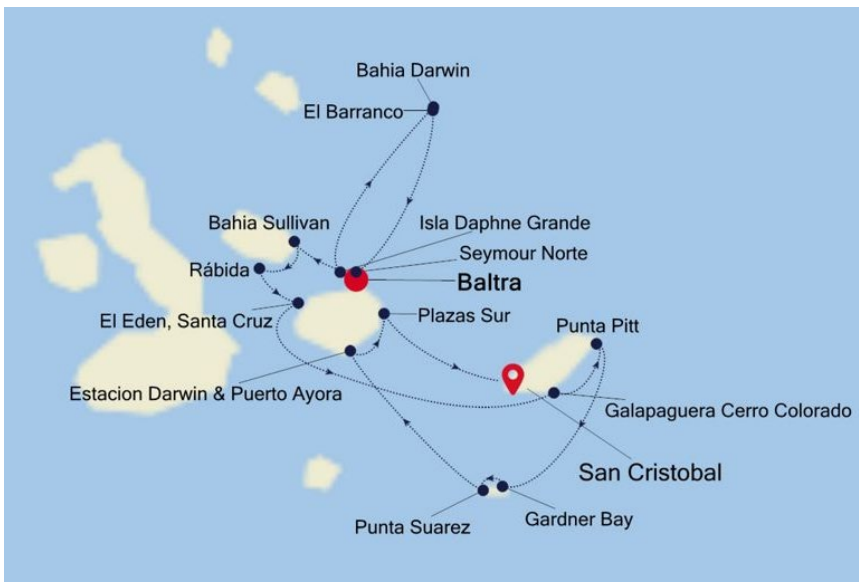 Bahia Darwin
El Barranco
Isla Daphne Grande
Bahia Sullivan
Seymour Norte
Rábida
Baltra
El Eden, Santa Cruz
Plazas Sur
Punta Pitt
Estacion Darwin & Puerto Ayora
Galapaguera Cerro Colorado
San Cristobal
Gardner Bay
Punta Suarez